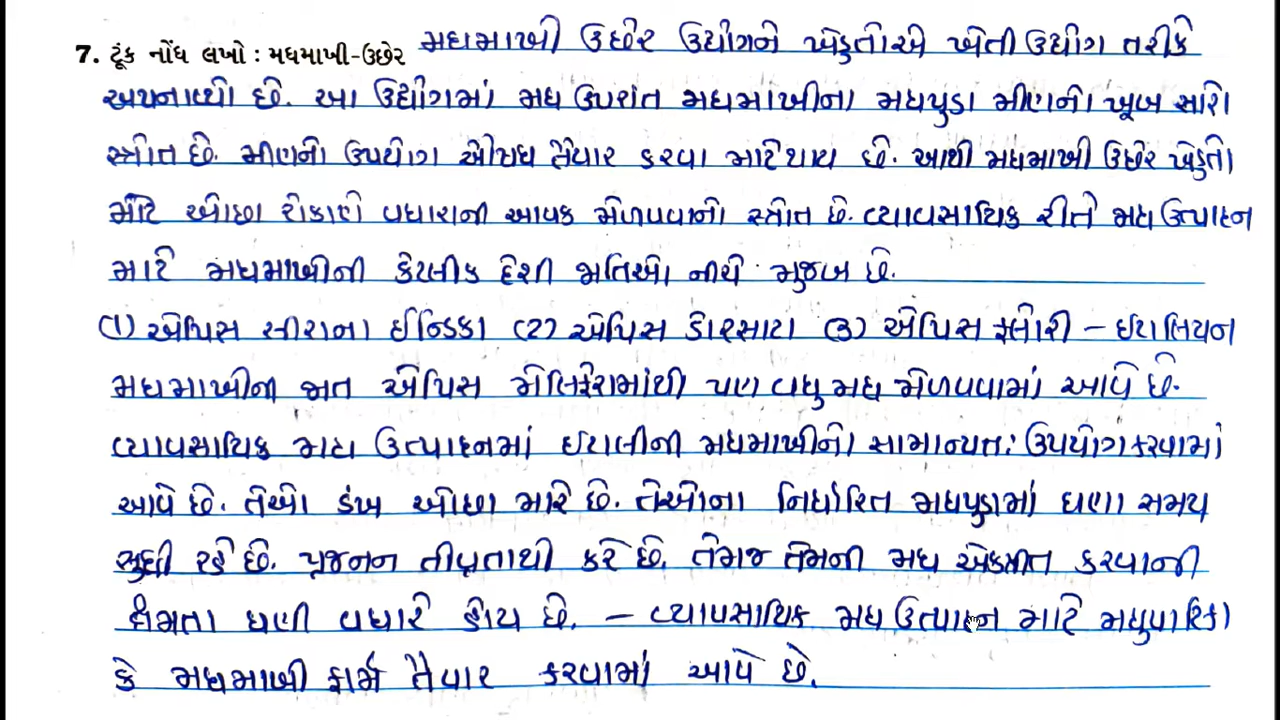 7. ટૂંક નોંધ લખો : મધમાખી-ઉછેર મધમાખી ઉછેર ઉદ્યોગને ખેડૂતોએ ખેતી ઉદ્યોગ તરીકે
અપનાવ્યો છે. આ ઉદ્યોગમાં મધ ઉપરાંત મધમાખીના મધપુડા મીણનો ખૂબ સારો
સ્ત્રોત છે. મીણનો ઉપયોગ ઔષધ તૈયાર કરવા માટે થાય છે. આથી મધમાખી ઉછેર ખેડુતો
માટે ઓછા રોકાણે વધારાની આવક મેળવવાનો સ્ત્રોત છે. વ્યાવસાયિક રીતે મધ ઉત્પાદન
માટે મધમાખીની કેટલીક દેશી જાતિઓ નીચે મુજબ છે.
(1) એપિસ સીરાના ઈન્ડિકા (2) એપિસ ડોરસાટા (3) એપિસ ફ્લોરી – ઇટાલિયન
મધમાખીના જાત એપિસ મેલિફેરામાંથી પણ વધુ મધ મેળવવામાં આવે છે.
વ્યાવસાયિક મધ ઉત્પાદનમાં ઇટાલીની મધમાખીનો સામાન્યતઃ ઉપયોગ કરવામાં
આવે છે. તેઓ ડંખ ઓછા મારે છે. તેઓના નિર્ધારિત મધપુડામાં ઘણા સમય
સુધી રહે છે. પ્રજનન તીવ્રતાથી કરે છે. તેમજ તેમની મધ એકત્રીત કરવાની
ક્ષમતા ઘણી વધારે હોય છે. – વ્યાવસાયિક મધ ઉત્પાદન માટે મધુવાટિકા
કે મધમાખી ફાર્મ તૈયાર કરવામાં આવે છે.